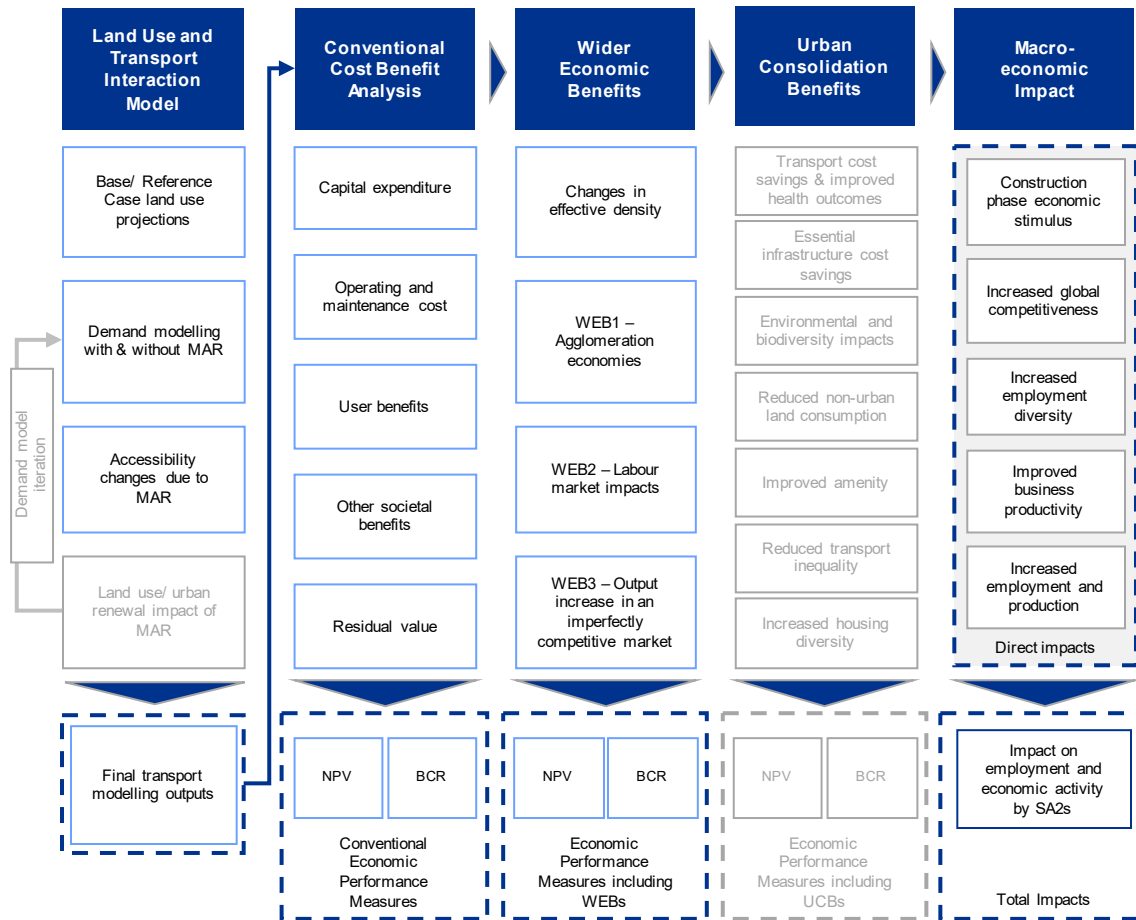 Land Use and
Transport
Interaction
Model
Conventional
Cost Benefit
Analysis
Wider
Economic
Benefits
Urban
Consolidation
Benefits
Macro-
economic
Impact
Base/ Reference
Case land use
projections
Demand modelling
with & without MAR
Accessibility
changes due to
MAR
Land use/ urban
renewal impact of
MAR
Demand model
iteration
Final transport
modelling outputs
Capital expenditure
Operating and
maintenance cost
User benefits
Other societal
benefits
Residual value
NPV
BCR
Conventional
Economic
Performance
Measures
Changes in
effective density
WEB1 –
Agglomeration
economies
WEB2 – Labour
market impacts
WEB3 – Output
increase in an
imperfectly
competitive market
NPV
BCR
Economic
Performance
Measures including
WEBs
Transport cost
savings & improved
health outcomes
Essential
infrastructure cost
savings
Environmental and
biodiversity impacts
Reduced non-urban
land consumption
Improved amenity
Reduced transport
inequality
Increased housing
diversity
NPV
BCR
Economic
Performance
Measures including
UCBs
Construction
phase economic
stimulus
Increased global
competitiveness
Increased
employment
diversity
Improved
business
productivity
Increased
employment and
production
Direct impacts
Impact on
employment and
economic activity
by SA2s
Total Impacts